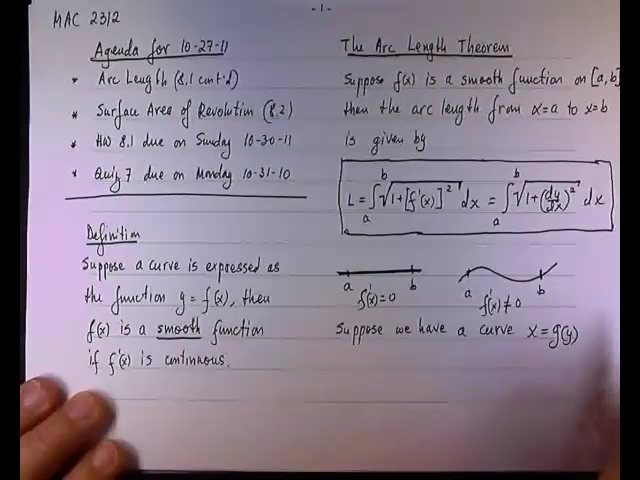 MAC 2312
- 1 -
Agenda for 10-27-11
* Arc Length (8.1 cont'd)
* Surface Area of Revolution (8.2)
* HW 8.1 due on Sunday 10-30-11
* Quiz 7 due on Monday 10-31-10
Definition
Suppose a curve is expressed as
the function y = f(x), then
f(x) is a smooth function
if f'(x) is continuous.
The Arc Length Theorem
Suppose f(x) is a smooth function on [a, b]
then the arc length from x=a to x=b
is given by
L = ∫_a^b √(1+[f'(x)]²) dx = ∫_a^b √(1+(dy/dx)²) dx
a b a b
f'(x)=0 f'(x)≠0
Suppose we have a curve x = g(y)